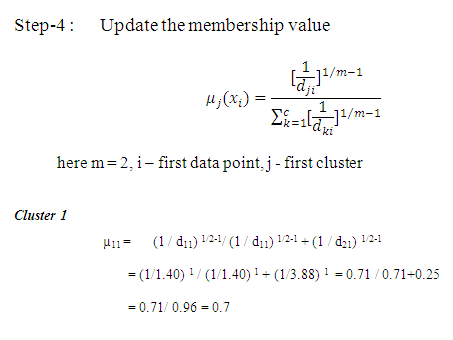 Step-4 : Update the membership value
μⱼ(xᵢ) = [1/dⱼᵢ]^1/m−1 / ∑ᶜₖ₌₁[1/dₖᵢ]^1/m−1
here m = 2, i – first data point, j - first cluster
Cluster 1
μ₁₁ = (1 / d₁₁) ^1/2-1 / (1 / d₁₁) ^1/2-1 + (1 / d₂₁) ^1/2-1
= (1/1.40) ^1 / (1/1.40) ^1 + (1/3.88) ^1 = 0.71 / 0.71+0.25
= 0.71/ 0.96 = 0.7